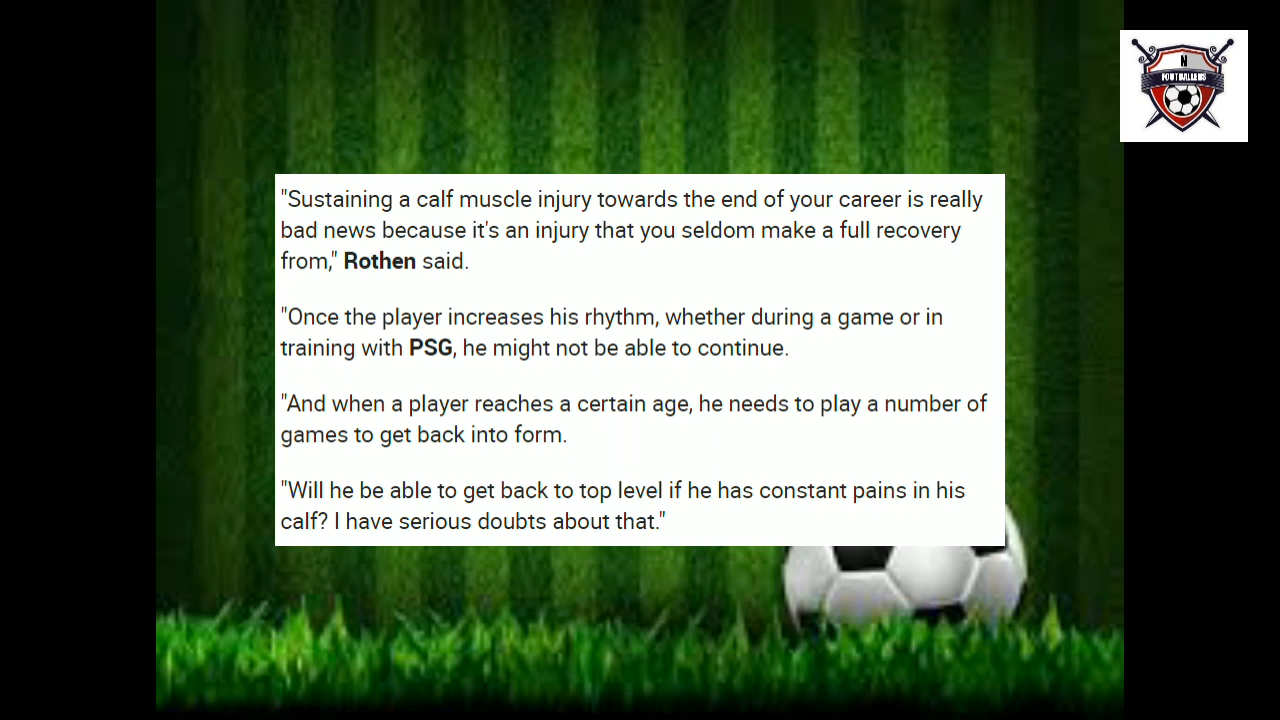 N
FOOTBALLERS
"Sustaining a calf muscle injury towards the end of your career is really
bad news because it's an injury that you seldom make a full recovery
from," Rothen said.
"Once the player increases his rhythm, whether during a game or in
training with PSG, he might not be able to continue.
"And when a player reaches a certain age, he needs to play a number of
games to get back into form.
"Will he be able to get back to top level if he has constant pains in his
calf? I have serious doubts about that."